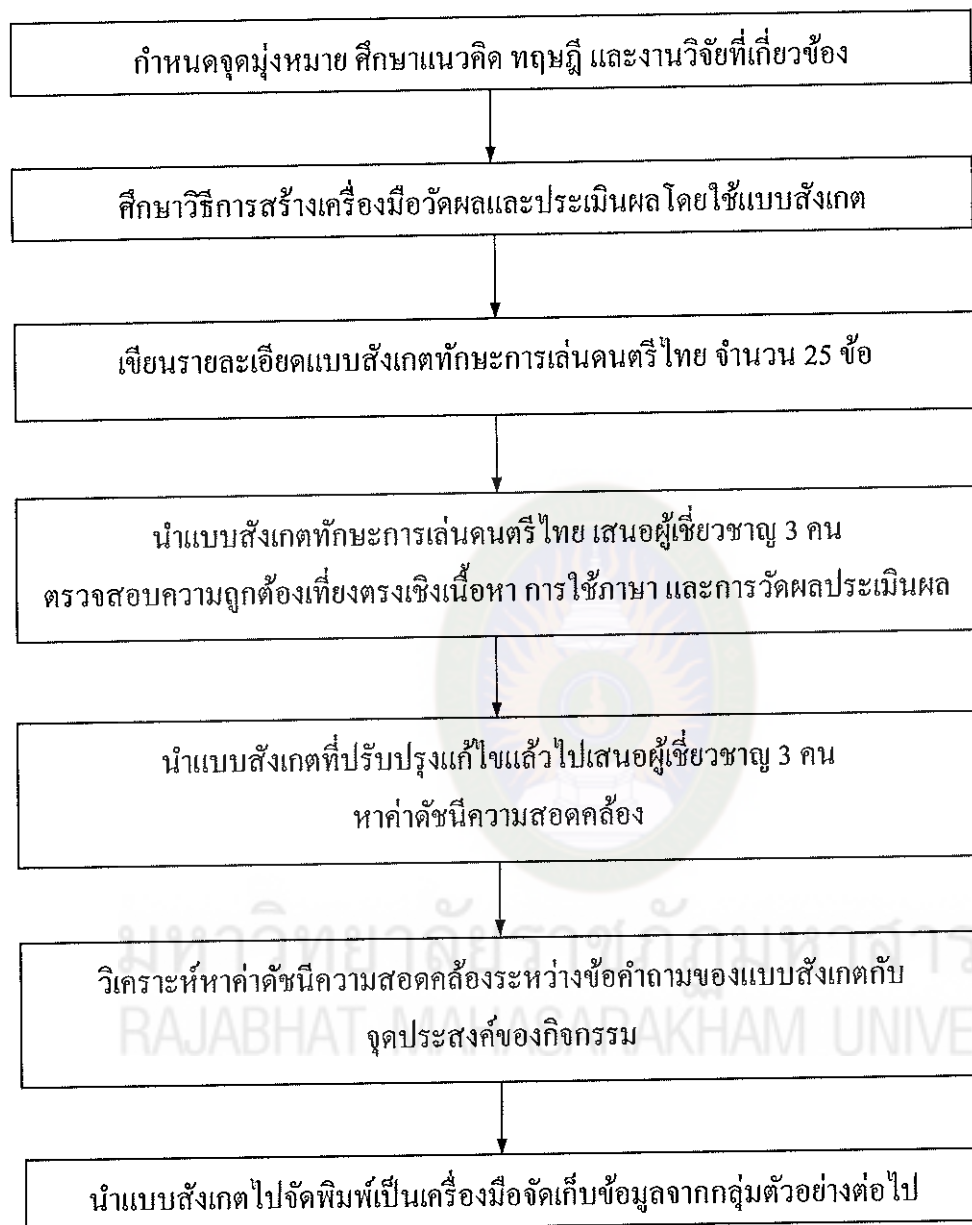 กำหนดจุดมุ่งหมาย ศึกษาแนวคิด ทฤษฎี และงานวิจัยที่เกี่ยวข้อง
ศึกษาวิธีการสร้างเครื่องมือวัดผลและประเมินผลโดยใช้แบบสังเกต
เขียนรายละเอียดแบบสังเกตทักษะการเล่นดนตรีไทย จำนวน 25 ข้อ
นำแบบสังเกตทักษะการเล่นดนตรีไทย เสนอผู้เชี่ยวชาญ 3 คน
ตรวจสอบความถูกต้องเที่ยงตรงเชิงเนื้อหา การใช้ภาษา และการวัดผลประเมินผล
นำแบบสังเกตที่ปรับปรุงแก้ไขแล้วไปเสนอผู้เชี่ยวชาญ 3 คน
หาค่าดัชนีความสอดคล้อง
มหาวิทยาลัยราชภัฏมหาสาร
วิเคราะห์หาค่าดัชนีความสอดคล้องระหว่างข้อคำถามของแบบสังเกตกับ
จุดประสงค์ของกิจกรรม
RAJABHAT MAHASARAKHAM UNIVE
นำแบบสังเกตไปจัดพิมพ์เป็นเครื่องมือจัดเก็บข้อมูลจากกลุ่มตัวอย่างต่อไป